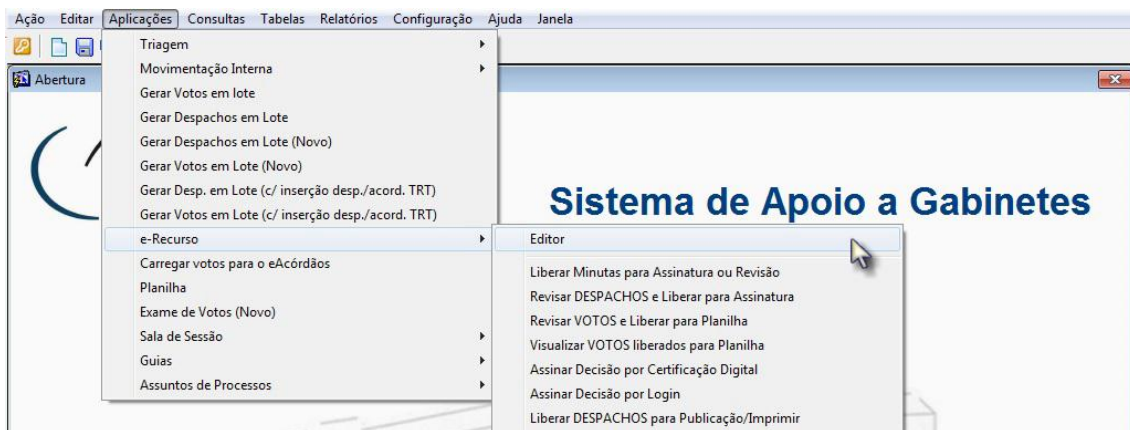 Ação Editar Aplicações Consultas Tabelas Relatórios Configuração Ajuda Janela
Abertura
Triagem
Movimentação Interna
Gerar Votos em lote
Gerar Despachos em Lote
Gerar Despachos em Lote (Novo)
Gerar Votos em Lote (Novo)
Gerar Desp. em Lote (c/ inserção desp./acord. TRT)
Gerar Votos em Lote (c/ inserção desp./acord. TRT)
e-Recurso
Carregar votos para o eAcórdãos
Planilha
Exame de Votos (Novo)
Sala de Sessão
Guias
Assuntos de Processos
Sistema de Apoio a Gabinetes
Editor
Liberar Minutas para Assinatura ou Revisão
Revisar DESPACHOS e Liberar para Assinatura
Revisar VOTOS e Liberar para Planilha
Visualizar VOTOS liberados para Planilha
Assinar Decisão por Certificação Digital
Assinar Decisão por Login
Liberar DESPACHOS para Publicação/Imprimir